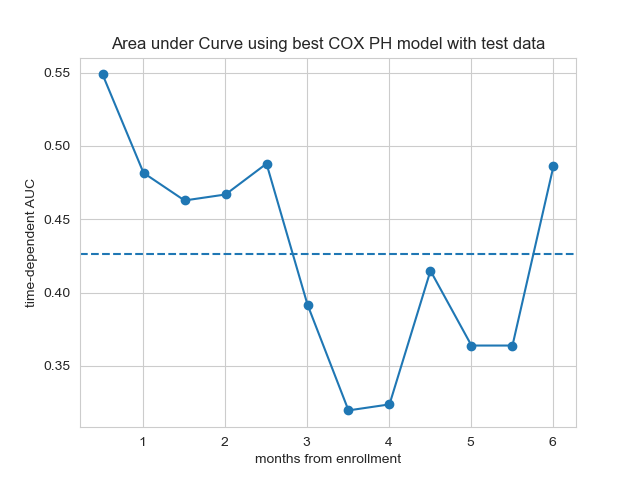 Area under Curve using best COX PH model with test data
time-dependent AUC
0.55
0.50
0.45
0.40
0.35
1 2 3 4 5 6
months from enrollment